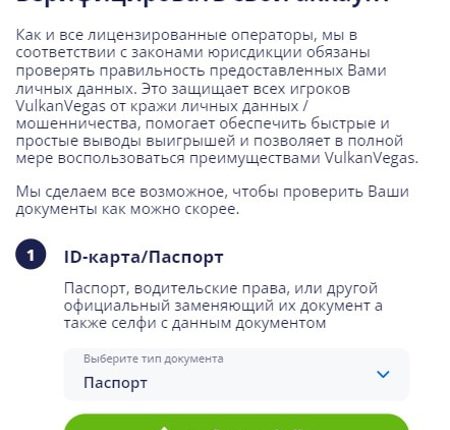 Как и все лицензированные операторы, мы в
соответствии с законами юрисдикции обязаны
проверять правильность предоставленных Вами
личных данных. Это защищает всех игроков
VulkanVegas от кражи личных данных /
мошенничества, помогает обеспечить быстрые и
простые выводы выигрышей и позволяет в полной
мере воспользоваться преимуществами VulkanVegas.
Мы сделаем все возможное, чтобы проверить Ваши
документы как можно скорее.
1 ID-карта/Паспорт
Паспорт, водительские права, или другой
официальный заменяющий их документ а
также селфи с данным документом
Выберите тип документа
Паспорт